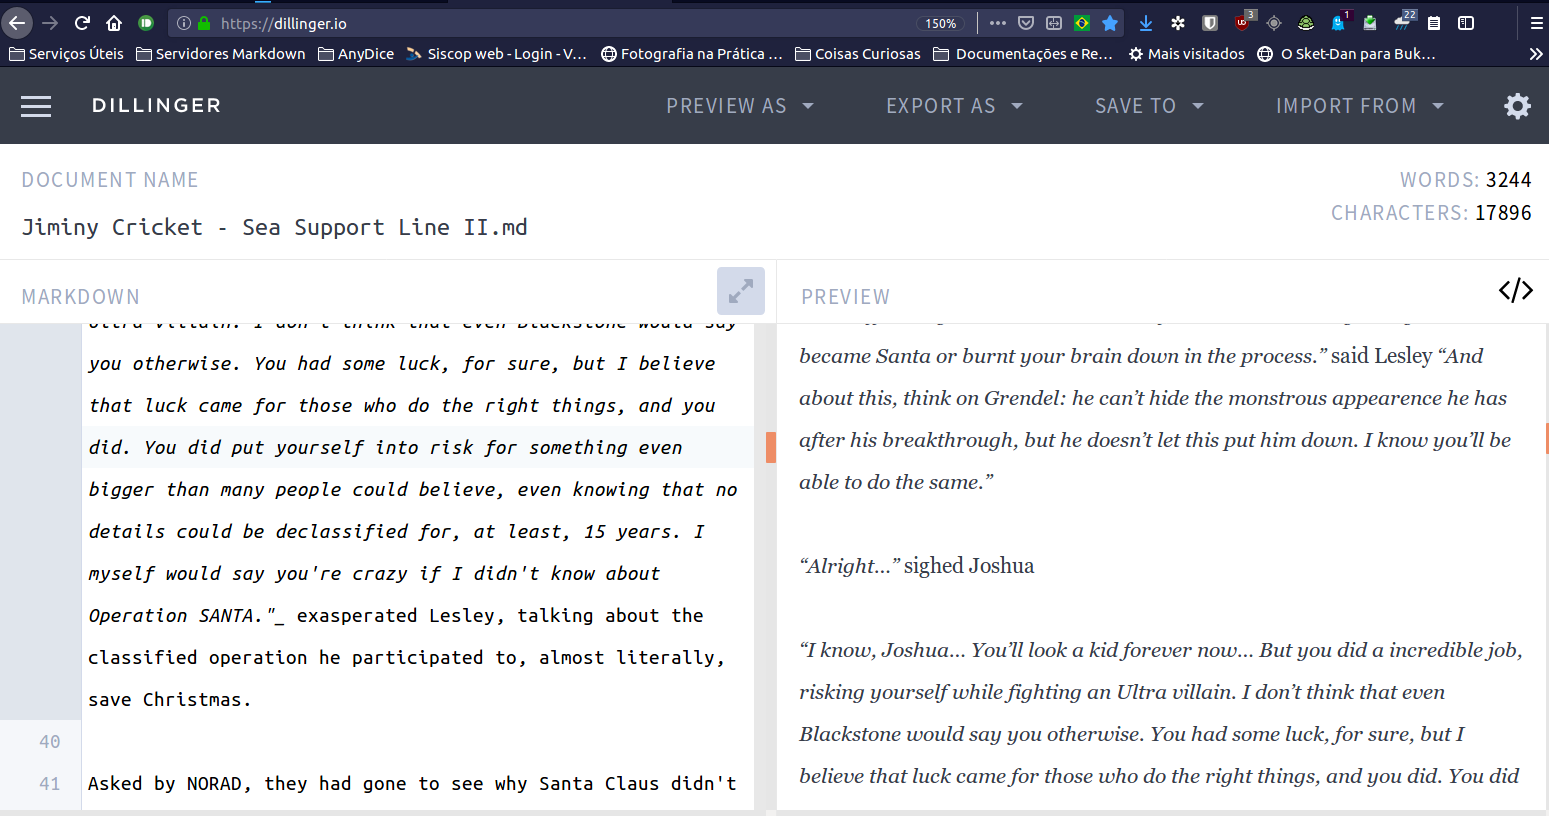 https://dillinger.io
150%
3
1
22
Serviços Úteis
Servidores Markdown
AnyDice
Siscop web - Login - V...
Fotografia na Prática ...
Coisas Curiosas
Documentações e Re...
Mais visitados
O Sket-Dan para Buk...
DILLINGER
PREVIEW AS
EXPORT AS
SAVE TO
IMPORT FROM
DOCUMENT NAME
WORDS: 3244
CHARACTERS: 17896
Jiminy Cricket - Sea Support Line II.md
MARKDOWN
ultra villain. I don't think that even Blackstone would say
you otherwise. You had some luck, for sure, but I believe
that luck came for those who do the right things, and you
did. You did put yourself into risk for something even
bigger than many people could believe, even knowing that no
details could be declassified for, at least, 15 years. I
myself would say you're crazy if I didn't know about
Operation SANTA."_ exasperated Lesley, talking about the
classified operation he participated to, almost literally,
save Christmas.
40
41 Asked by NORAD, they had gone to see why Santa Claus didn't
PREVIEW
</>
became Santa or burnt your brain down in the process.” said Lesley “And
about this, think on Grendel: he can’t hide the monstrous appearence he has
after his breakthrough, but he doesn’t let this put him down. I know you’ll be
able to do the same.”
“Alright…” sighed Joshua
“I know, Joshua… You’ll look a kid forever now… But you did a incredible job,
risking yourself while fighting an Ultra villain. I don’t think that even
Blackstone would say you otherwise. You had some luck, for sure, but I
believe that luck came for those who do the right things, and you did. You did